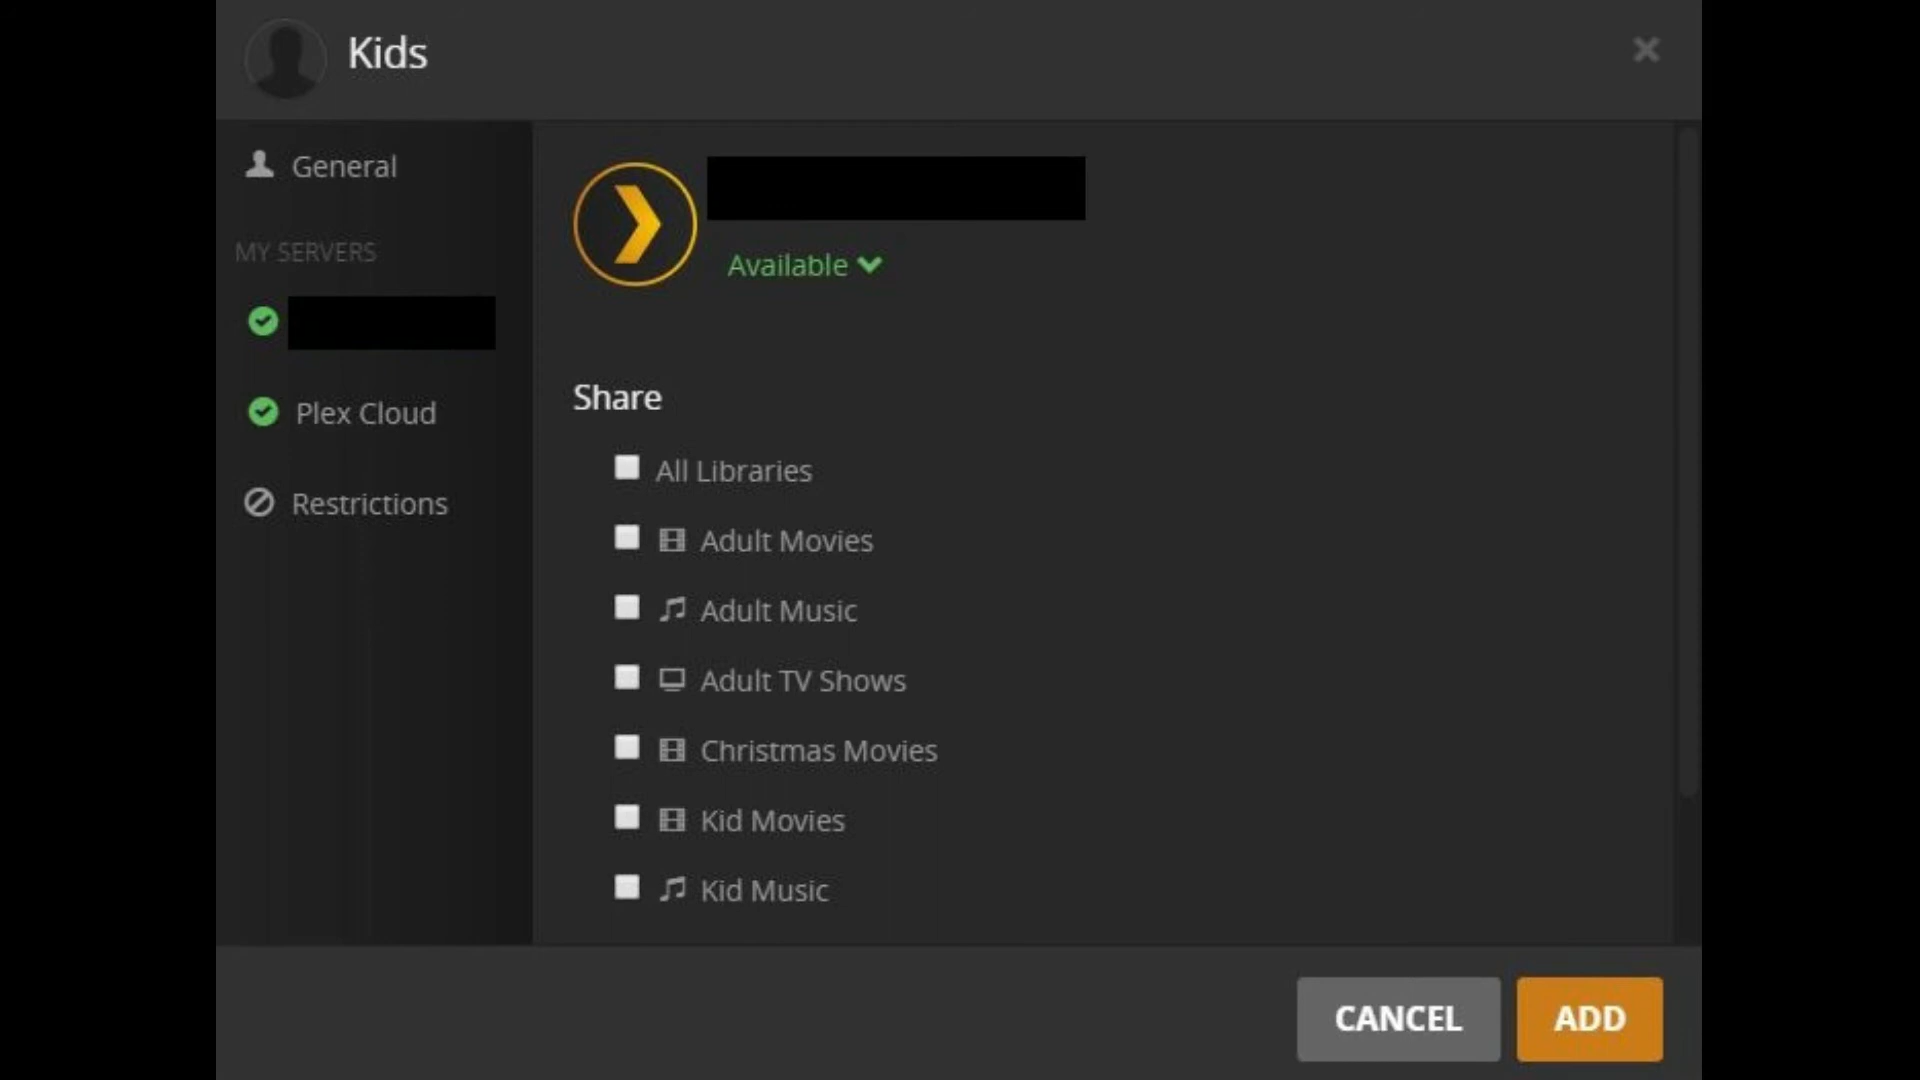 Kids
General
MY SERVERS
Plex Cloud
Restrictions
Available
Share
All Libraries
Adult Movies
Adult Music
Adult TV Shows
Christmas Movies
Kid Movies
Kid Music
CANCEL
ADD